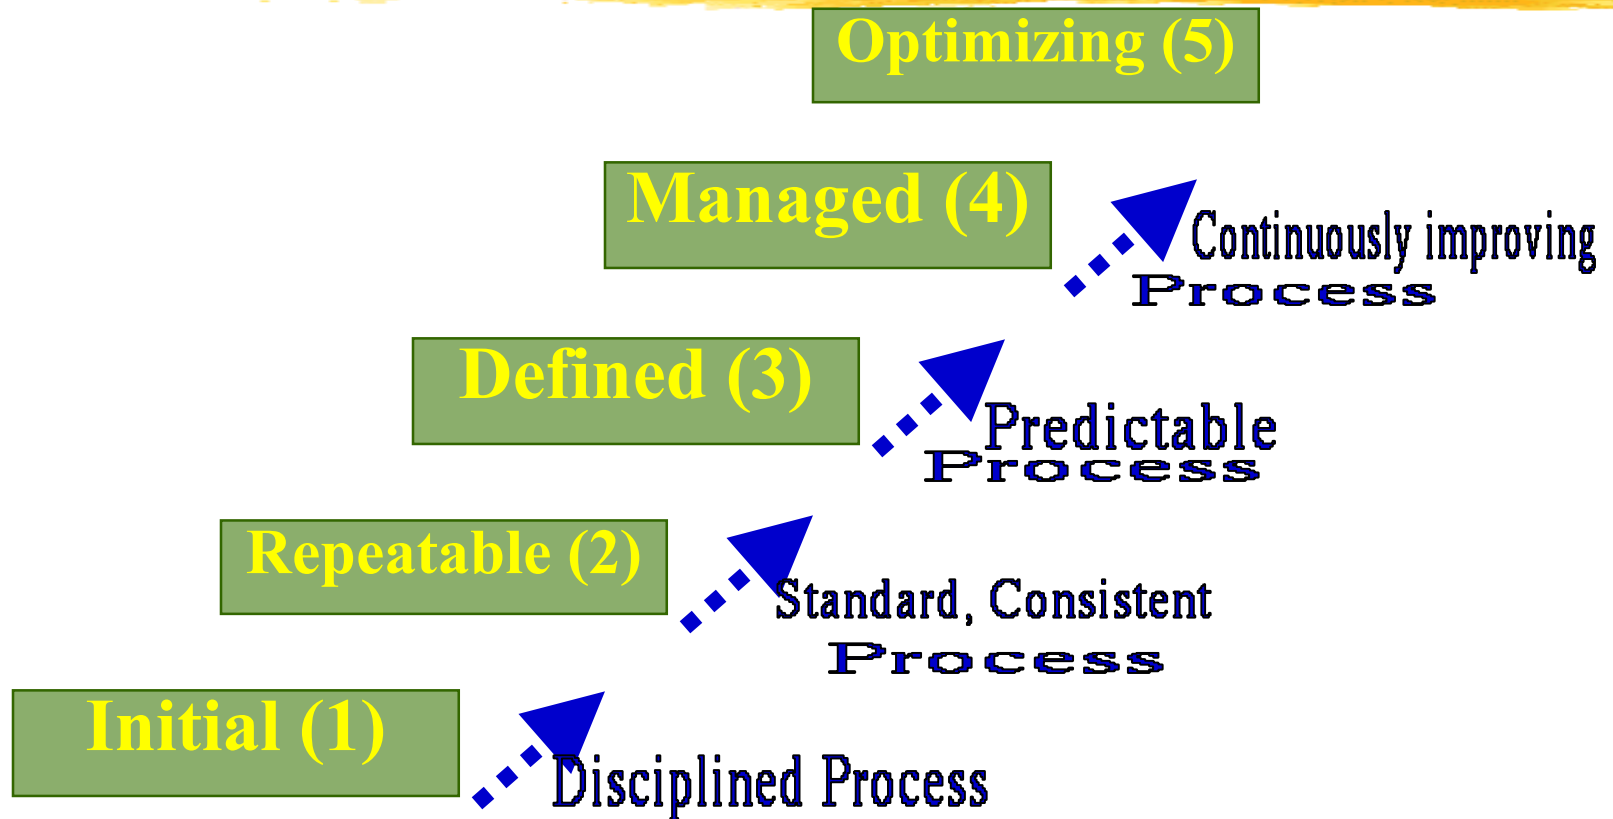 Optimizing (5)
Managed (4)
Continuously improving
Process
Defined (3)
Predictable
Process
Repeatable (2)
Standard, Consistent
Process
Initial (1)
Disciplined Process